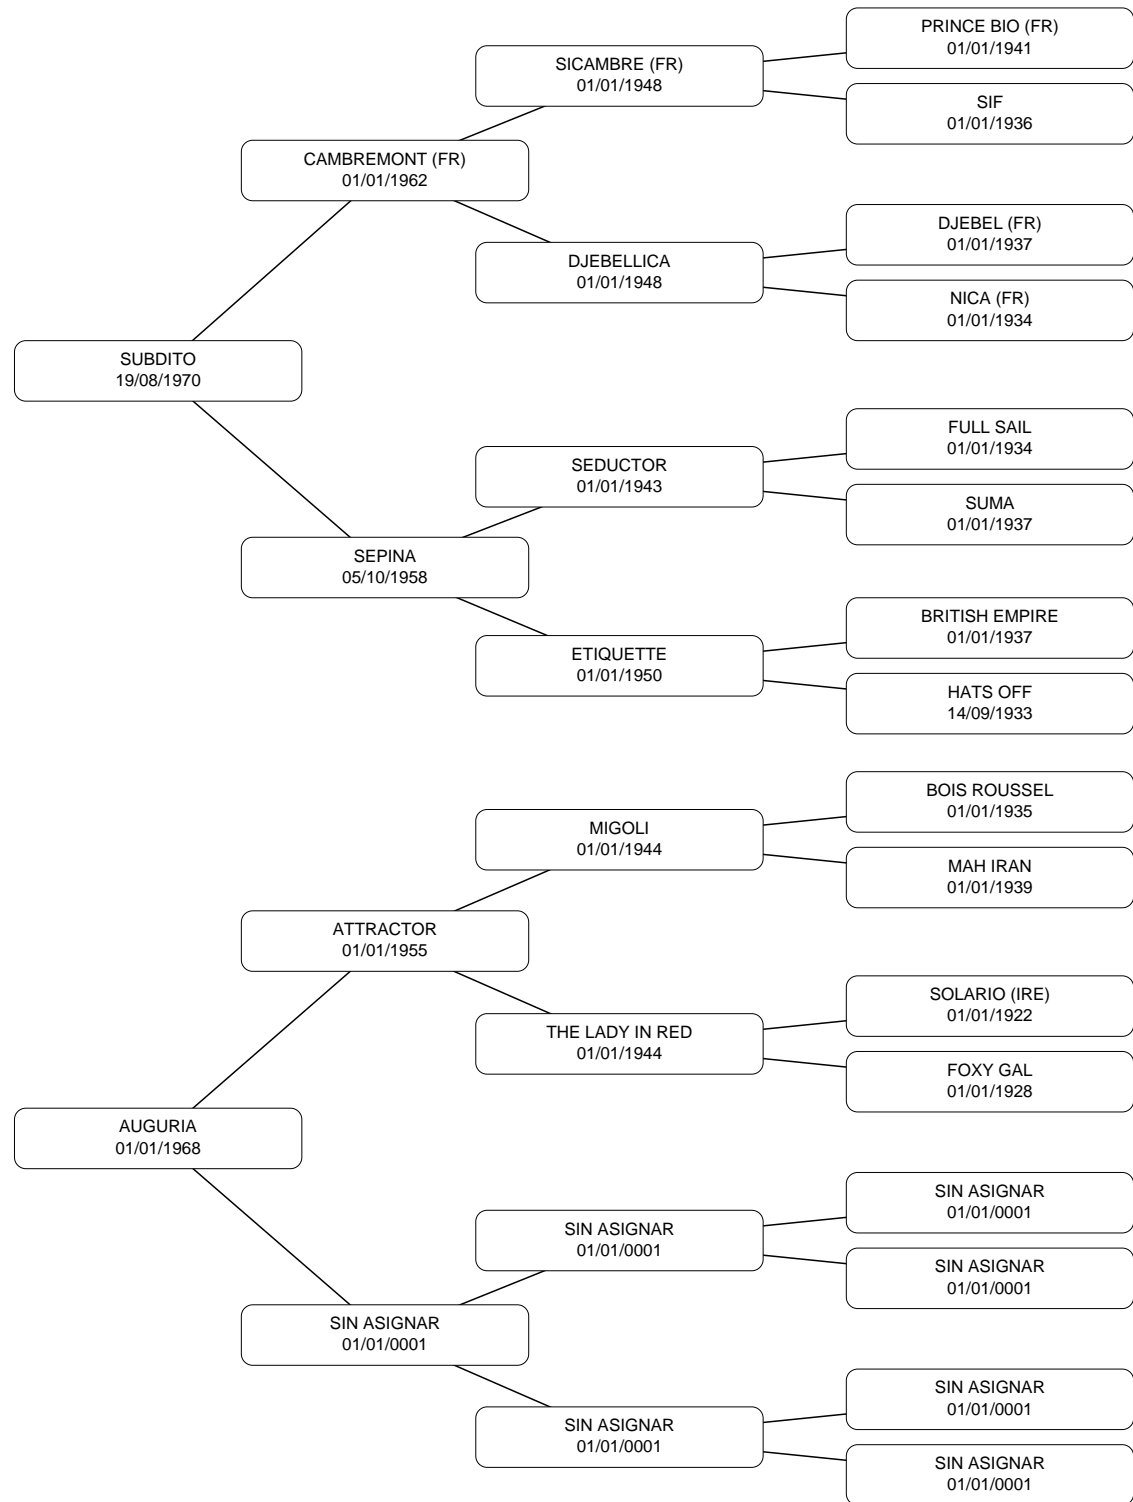 PRINCE BIO (FR)
01/01/1941
SICAMBRE (FR)
01/01/1948
SIF
01/01/1936
CAMBREMONT (FR)
01/01/1962
DJEBEL (FR)
01/01/1937
DJEBELLICA
01/01/1948
NICA (FR)
01/01/1934
SUBDITO
19/08/1970
FULL SAIL
01/01/1934
SEDUCTOR
01/01/1943
SUMA
01/01/1937
SEPINA
05/10/1958
BRITISH EMPIRE
01/01/1937
ETIQUETTE
01/01/1950
HATS OFF
14/09/1933
BOIS ROUSSEL
01/01/1935
MIGOLI
01/01/1944
MAH IRAN
01/01/1939
ATTRACTOR
01/01/1955
SOLARIO (IRE)
01/01/1922
THE LADY IN RED
01/01/1944
FOXY GAL
01/01/1928
AUGURIA
01/01/1968
SIN ASIGNAR
01/01/0001
SIN ASIGNAR
01/01/0001
SIN ASIGNAR
01/01/0001
SIN ASIGNAR
01/01/0001
SIN ASIGNAR
01/01/0001
SIN ASIGNAR
01/01/0001
SIN ASIGNAR
01/01/0001